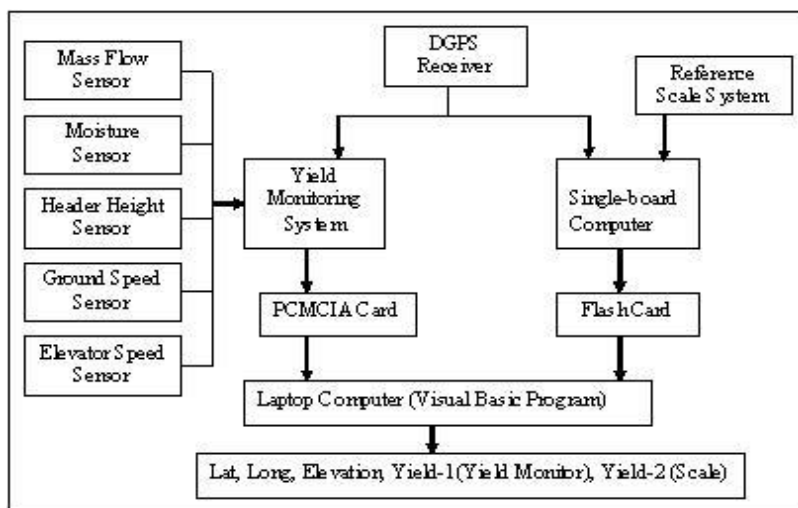 Mass Flow
Sensor
Moisture
Sensor
Header Height
Sensor
Ground Speed
Sensor
Elevator Speed
Sensor
DGPS
Receiver
Reference
Scale System
Yield
Monitoring
System
Single-board
Computer
PCMCIA Card
Flash Card
Laptop Computer (Visual Basic Program)
Lat, Long, Elevation, Yield-1 (Yield Monitor), Yield-2 (Scale)